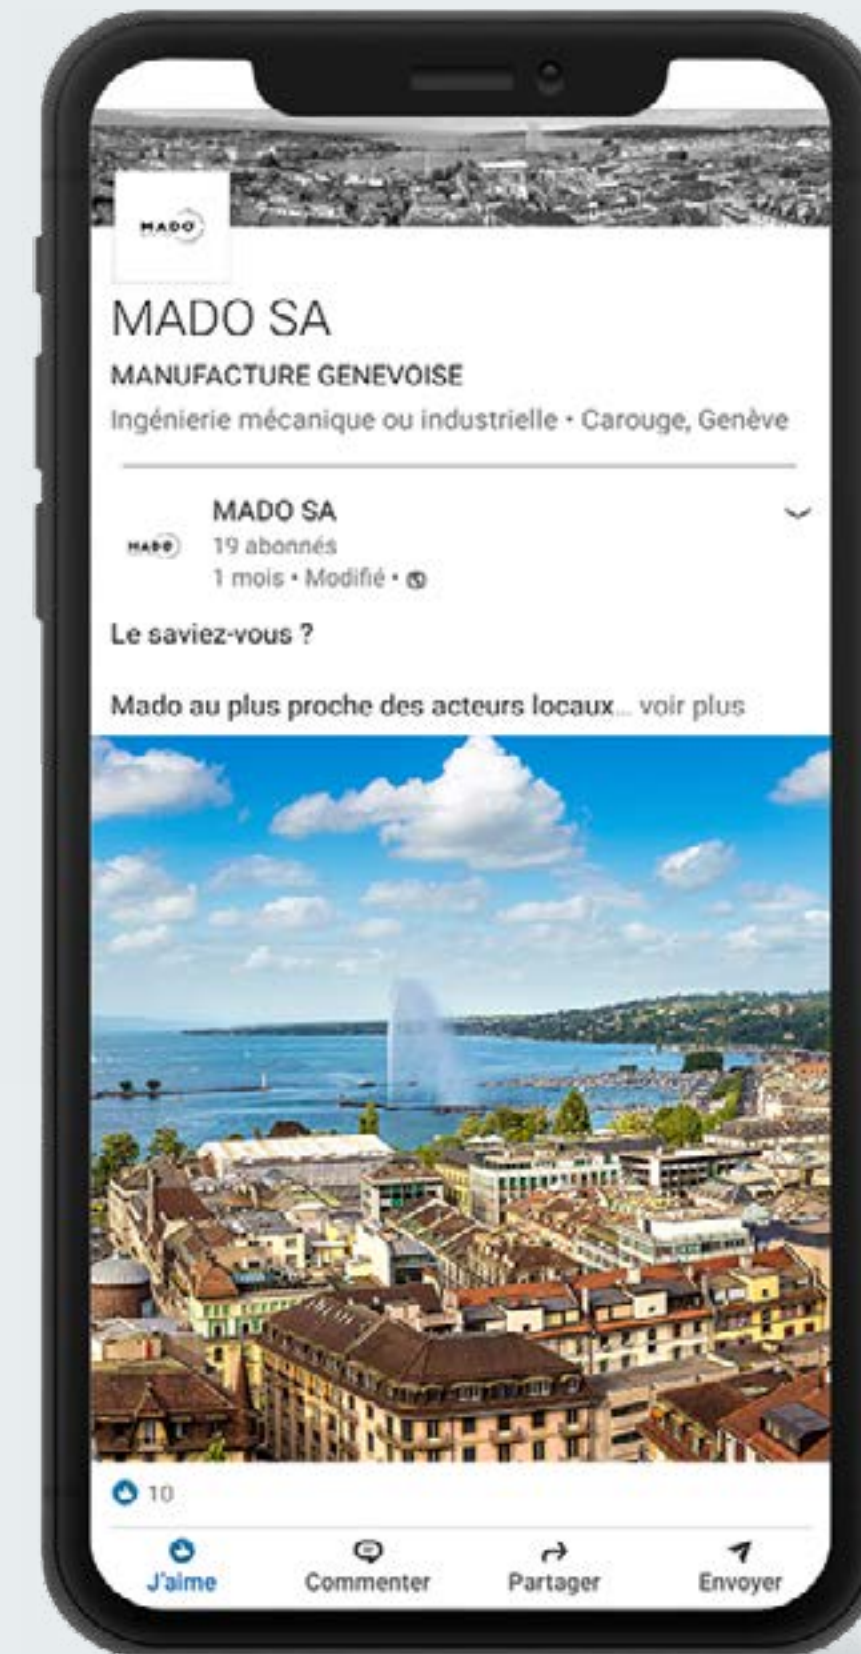 MADO
MADO SA
MANUFACTURE GENEVOISE
Ingénierie mécanique ou industrielle • Carouge, Genève
MADO SA
MADO
19 abonnés
1 mois • Modifié •
Le saviez-vous ?
Mado au plus proche des acteurs locaux... voir plus
10
J'aime
Commenter
Partager
Envoyer